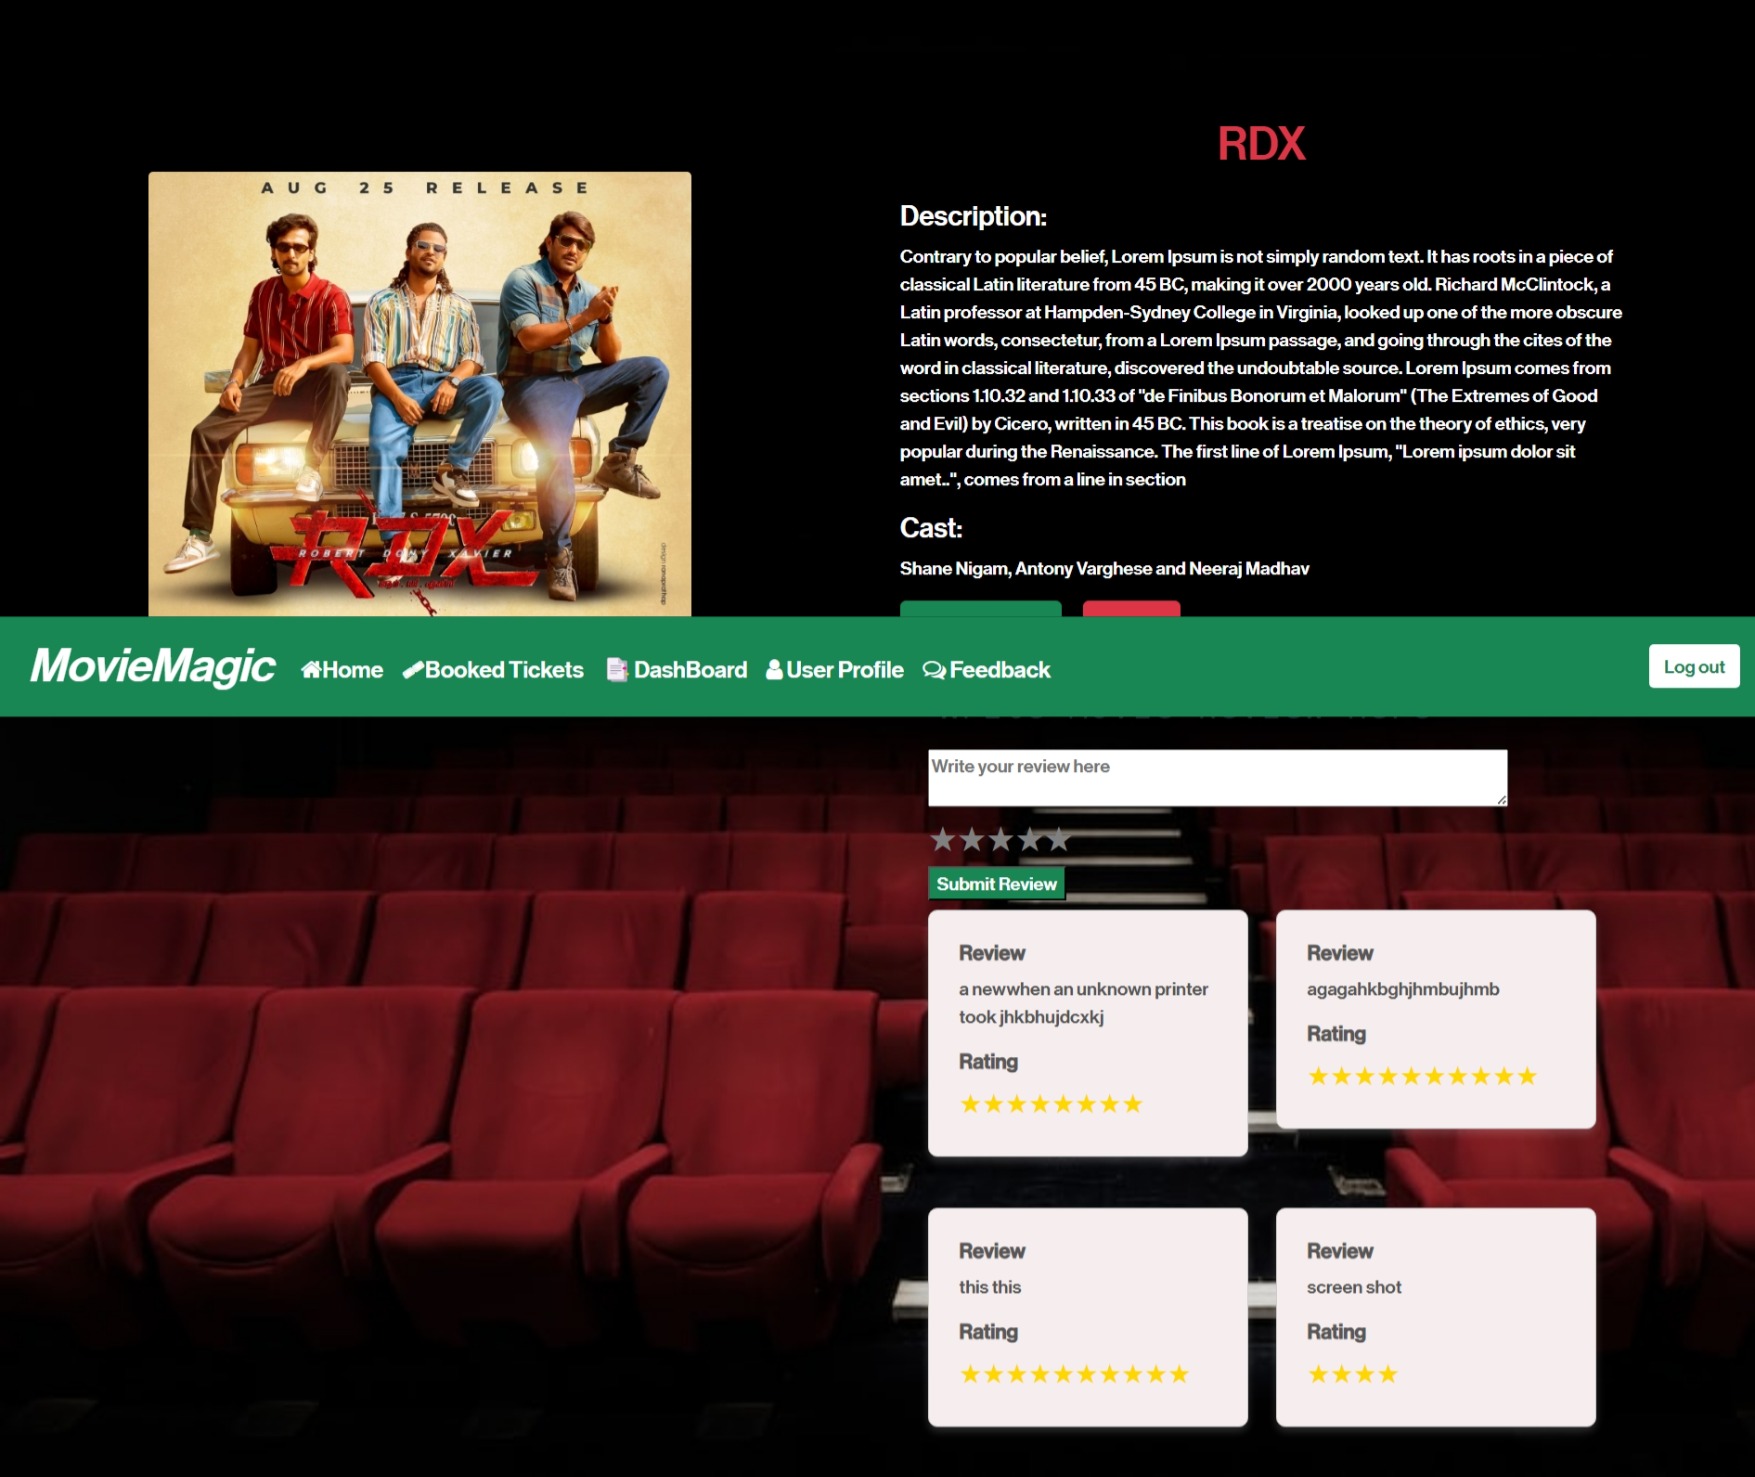 RDX
AUG 25 RELEASE
ROBERT DONY XAVIER
RDX
Description:
Contrary to popular belief, Lorem Ipsum is not simply random text. It has roots in a piece of
classical Latin literature from 45 BC, making it over 2000 years old. Richard McClintock, a
Latin professor at Hampden-Sydney College in Virginia, looked up one of the more obscure
Latin words, consectetur, from a Lorem Ipsum passage, and going through the cites of the
word in classical literature, discovered the undoubtable source. Lorem Ipsum comes from
sections 1.10.32 and 1.10.33 of "de Finibus Bonorum et Malorum" (The Extremes of Good
and Evil) by Cicero, written in 45 BC. This book is a treatise on the theory of ethics, very
popular during the Renaissance. The first line of Lorem Ipsum, "Lorem ipsum dolor sit
amet..", comes from a line in section
Cast:
Shane Nigam, Antony Varghese and Neeraj Madhav
MovieMagic Home Booked Tickets DashBoard User Profile Feedback Log out
Write your review here
Submit Review
Review
a newwhen an unknown printer
took jhkbhujdcxkj
Rating
Review
agagahkbghjhmbujhmb
Rating
Review
this this
Rating
Review
screen shot
Rating